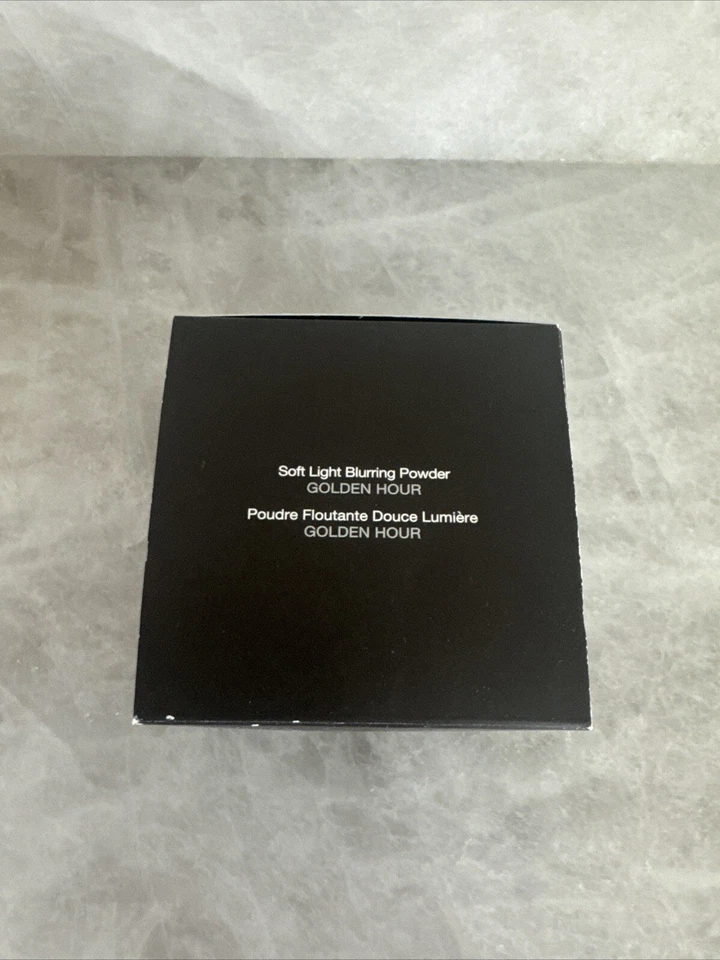 Soft Light Blurring Powder
GOLDEN HOUR
Poudre Floutante Douce Lumière
GOLDEN HOUR